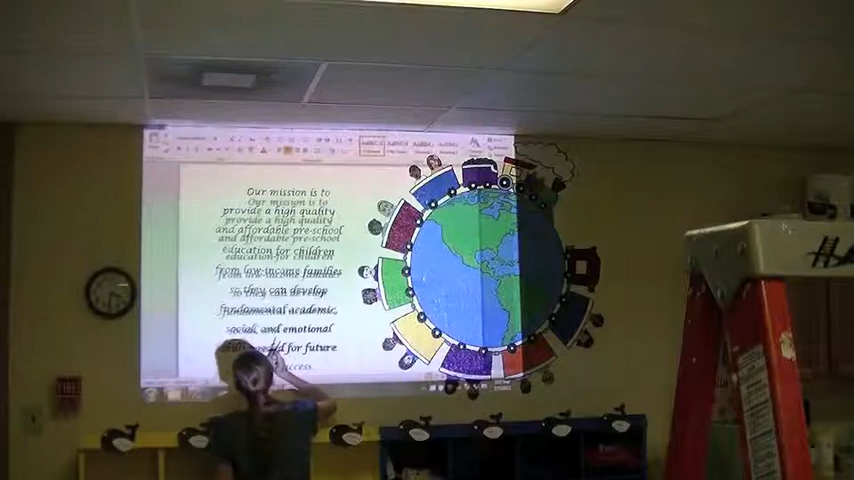 Our mission is to
provide a high quality
and affordable pre-school
education for children
from low-income families
so they can develop
fundamental academic,
social, and emotional
for future